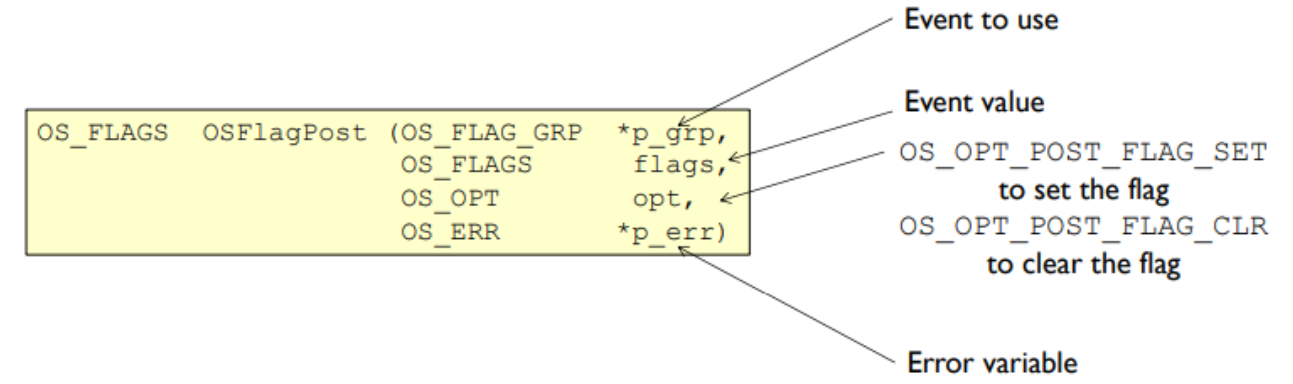 Event to use
Event value
OS_FLAGS OSFlagPost (OS_FLAG_GRP *p_grp,
OS_FLAGS flags,
OS_OPT opt,
OS_ERR *p_err)
OS_OPT_POST_FLAG_SET
to set the flag
OS_OPT_POST_FLAG_CLR
to clear the flag
Error variable